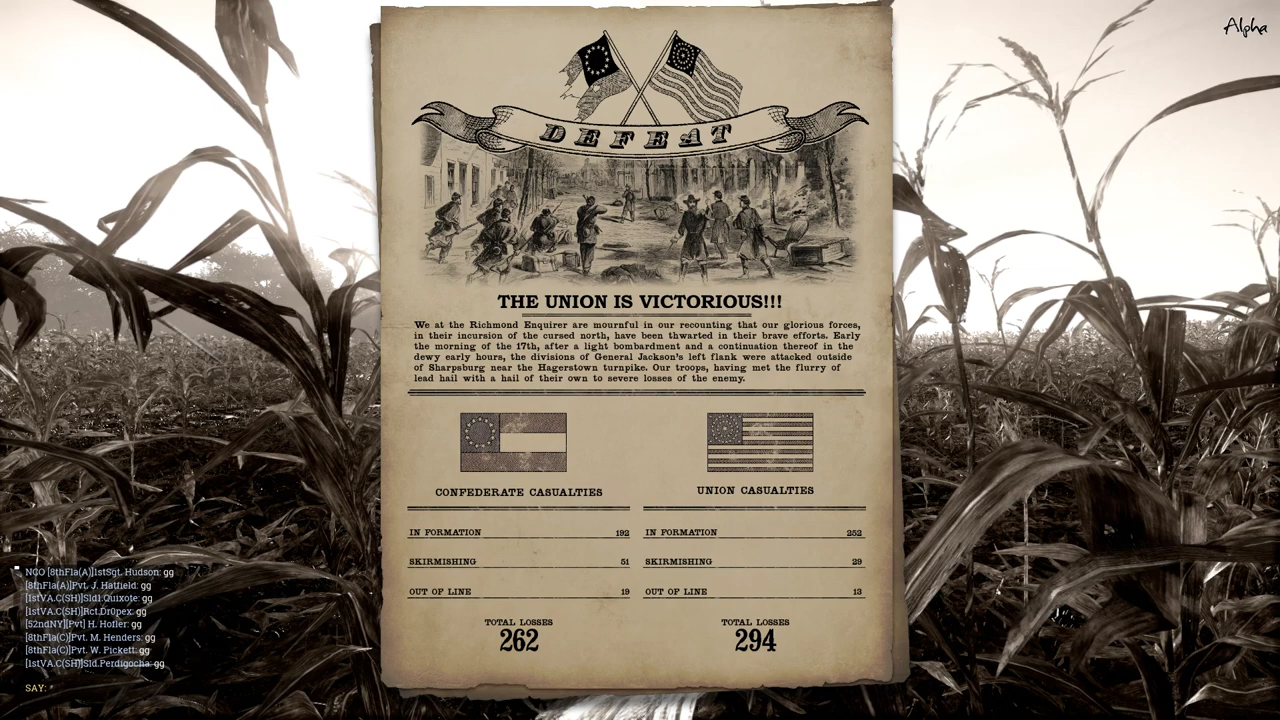 Alpha
DEFEAT
THE UNION IS VICTORIOUS!!!
We at the Richmond Enquirer are mournful in our recounting that our glorious forces,
in their incursion of the cursed north, have been thwarted in their brave efforts. Early
the morning of the 17th, after a light bombardment and a continuation thereof in the
dewy early hours, the divisions of General Jackson's left flank were attacked outside
of Sharpsburg near the Hagerstown turnpike. Our troops, having met the flurry of
lead hail with a hail of their own to severe losses of the enemy.
CONFEDERATE CASUALTIES
IN FORMATION 192
SKIRMISHING 51
OUT OF LINE 19
TOTAL LOSSES
262
UNION CASUALTIES
IN FORMATION 252
SKIRMISHING 29
OUT OF LINE 13
TOTAL LOSSES
294
NCO [8thFla(A)]1stSgt. Hudson: gg
[8thFla(A)]Pvt. J. Hatfield: gg
[1stVA.C(SH)]Sld1.Quixote: gg
[1stVA.C(SH)]Rct.Dr0pex: gg
[52ndNY][Pvt] H. Hofler: gg
[8thFla(C)]Pvt. M. Henders: gg
[8thFla(C)]Pvt. W. Pickett: gg
[1stVA.C(SH)]Sld.Perdigocha: gg
SAY: *